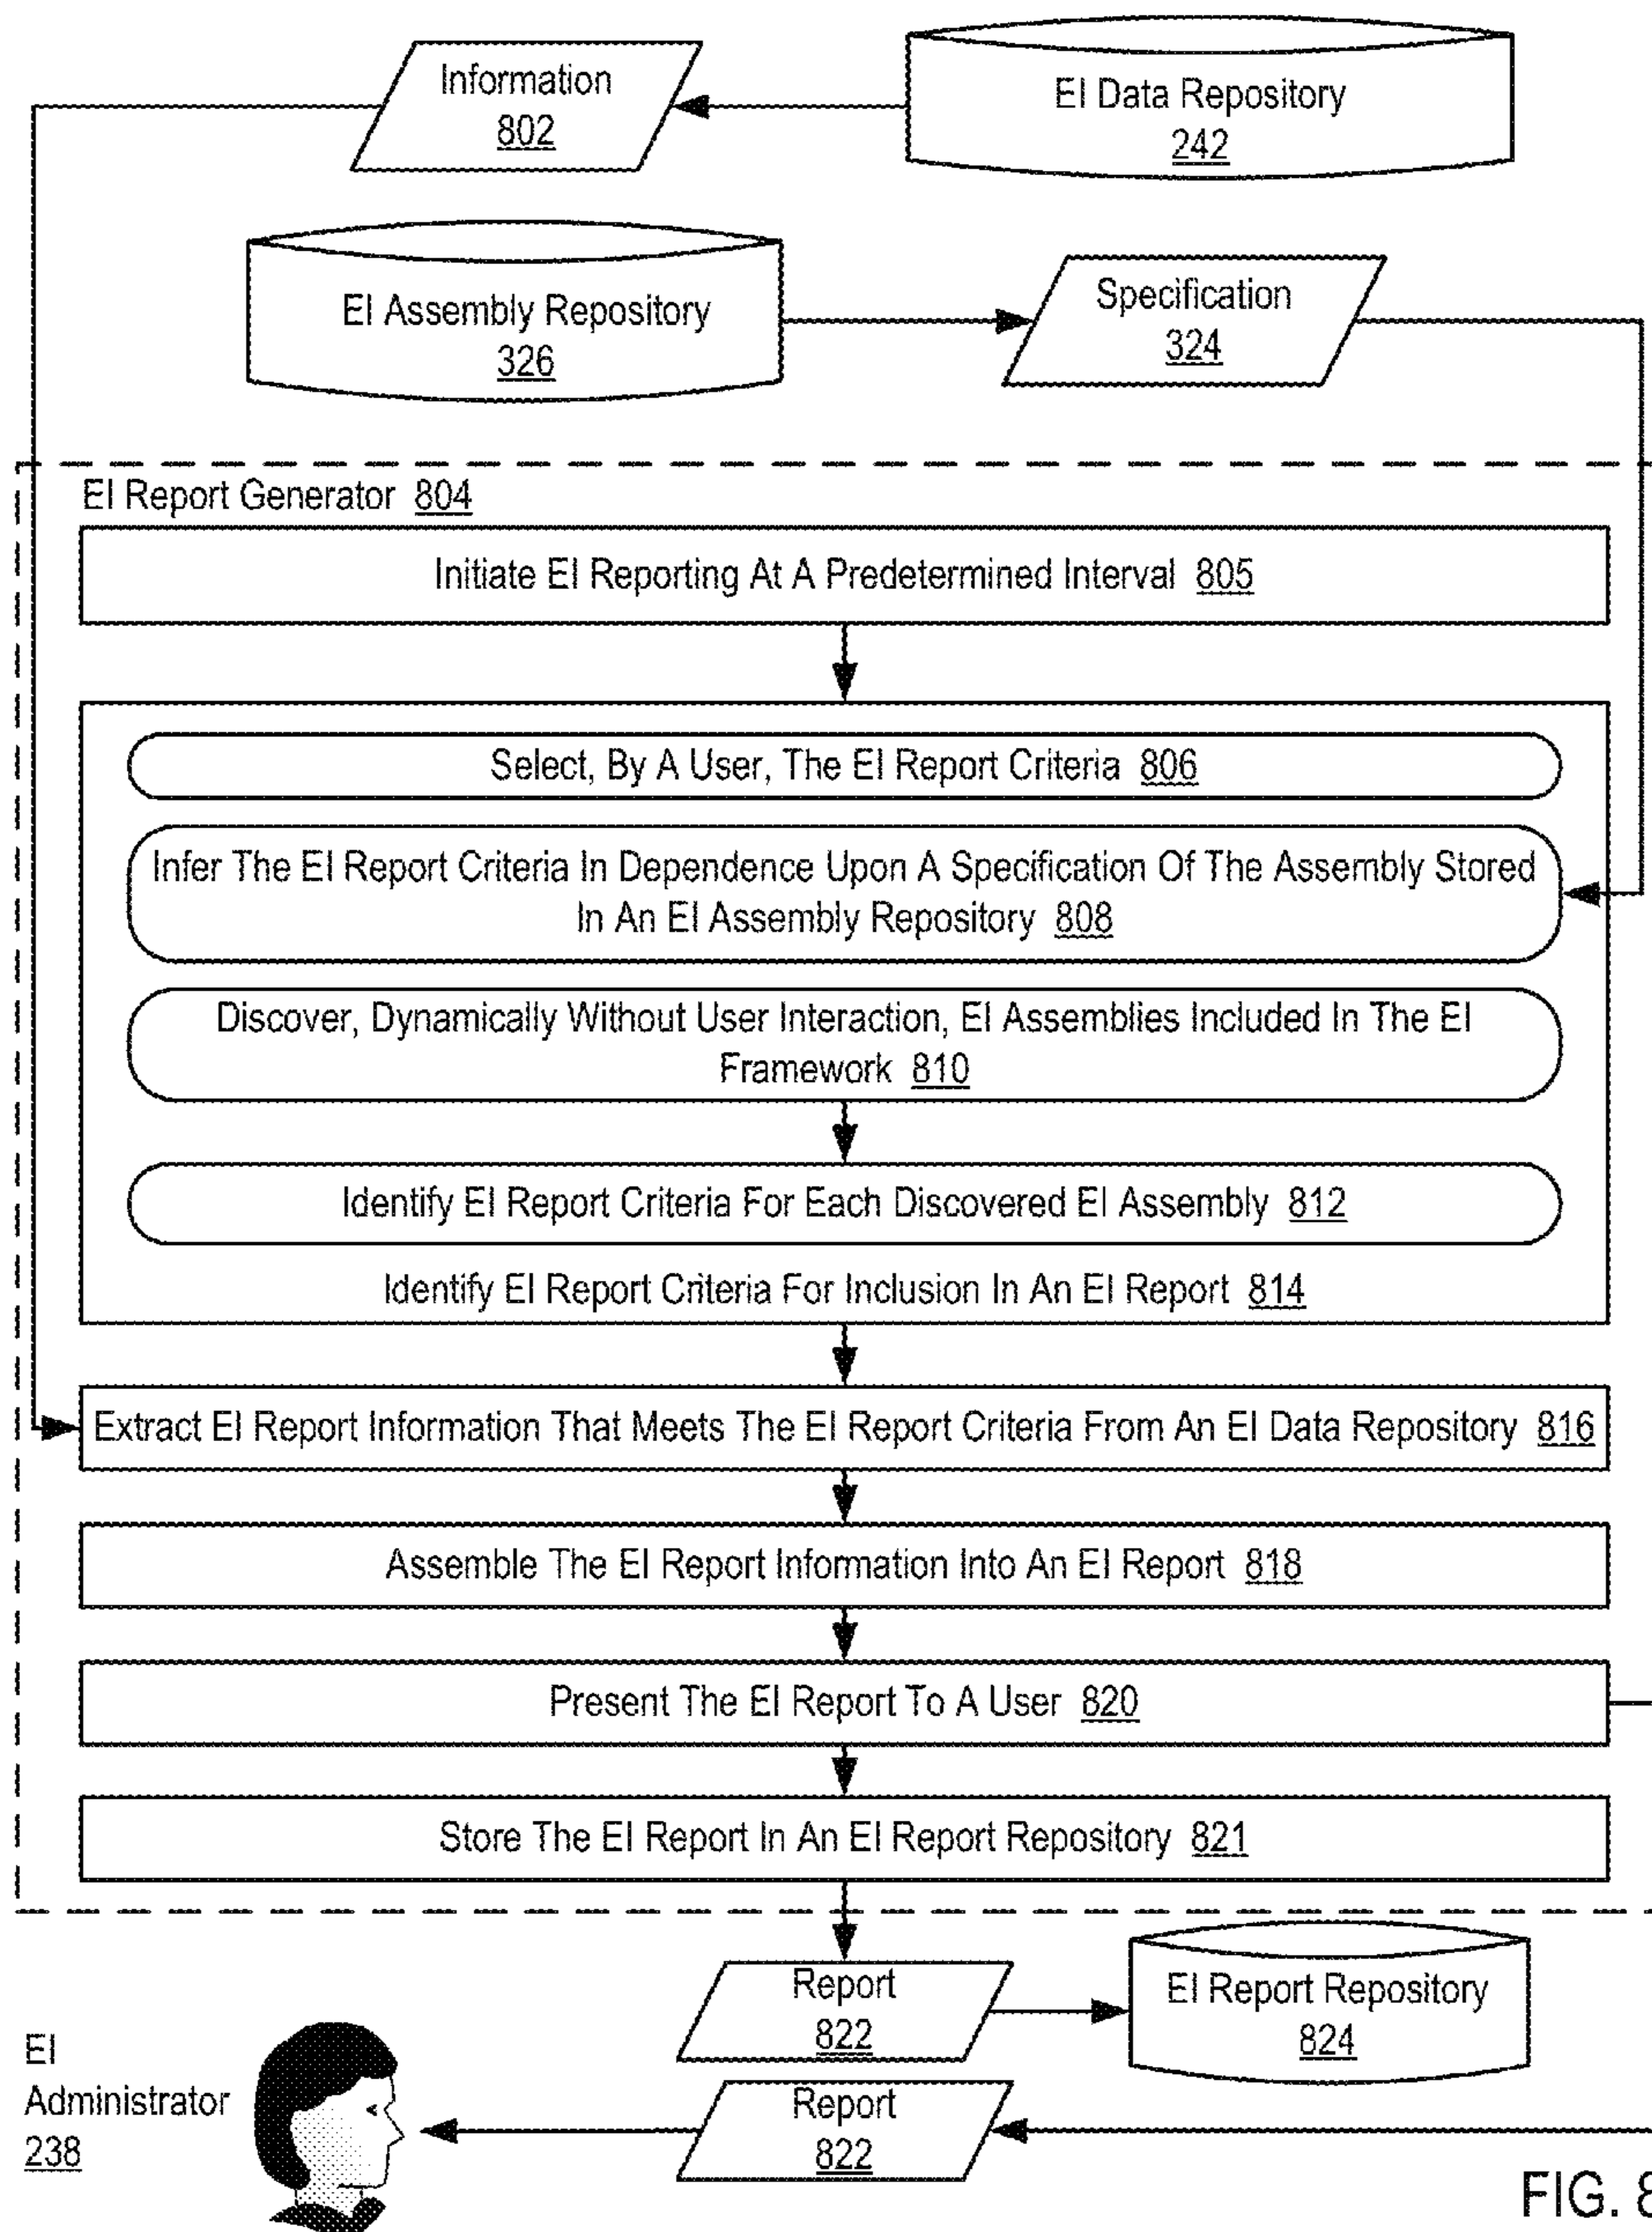 Information
802
EI Data Repository
242
EI Assembly Repository
326
Specification
324
EI Report Generator 804
Initiate EI Reporting At A Predetermined Interval 805
Select, By A User, The EI Report Criteria 806
Infer The EI Report Criteria In Dependence Upon A Specification Of The Assembly Stored
In An EI Assembly Repository 808
Discover, Dynamically Without User Interaction, EI Assemblies Included In The EI
Framework 810
Identify EI Report Criteria For Each Discovered EI Assembly 812
Identify EI Report Criteria For Inclusion In An EI Report 814
Extract EI Report Information That Meets The EI Report Criteria From An EI Data Repository 816
Assemble The EI Report Information Into An EI Report 818
Present The EI Report To A User 820
Store The EI Report In An EI Report Repository 821
Report
822
EI Report Repository
824
EI
Administrator
238
Report
822
FIG. 8